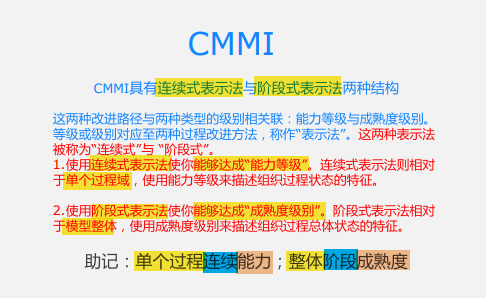 CMMI
CMMI具有连续式表示法与阶段式表示法两种结构
这两种改进路径与两种类型的级别相关联：能力等级与成熟度级别。
等级或级别对应至两种过程改进方法，称作“表示法”。这两种表示法
被称为“连续式”与 “阶段式”。
1.使用连续式表示法使你能够达成“能力等级”。连续式表示法则相对
于单个过程域，使用能力等级来描述组织过程状态的特征。
2.使用阶段式表示法使你能够达成“成熟度级别”。阶段式表示法相对
于模型整体，使用成熟度级别来描述组织过程总体状态的特征。
助记：单个过程连续能力；整体阶段成熟度